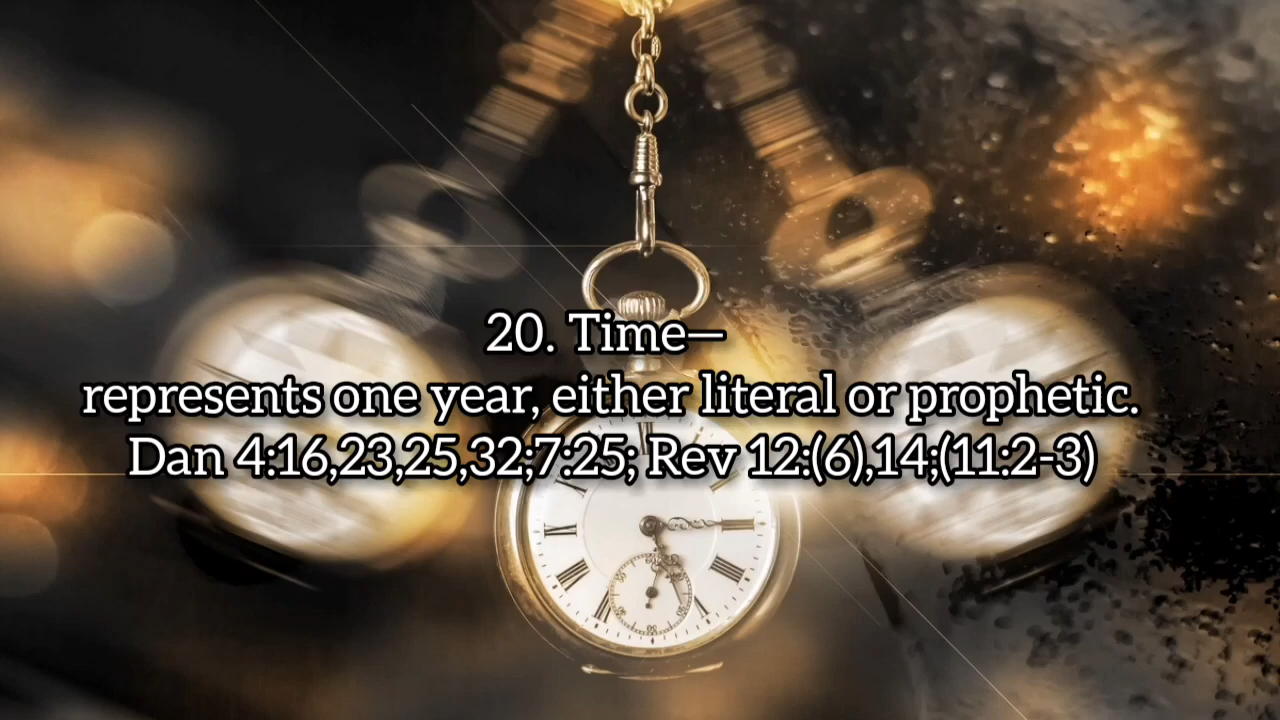 20. Time—
represents one year, either literal or prophetic.
Dan 4:16,23,25,32;7:25; Rev 12:(6),14;(11:2-3)